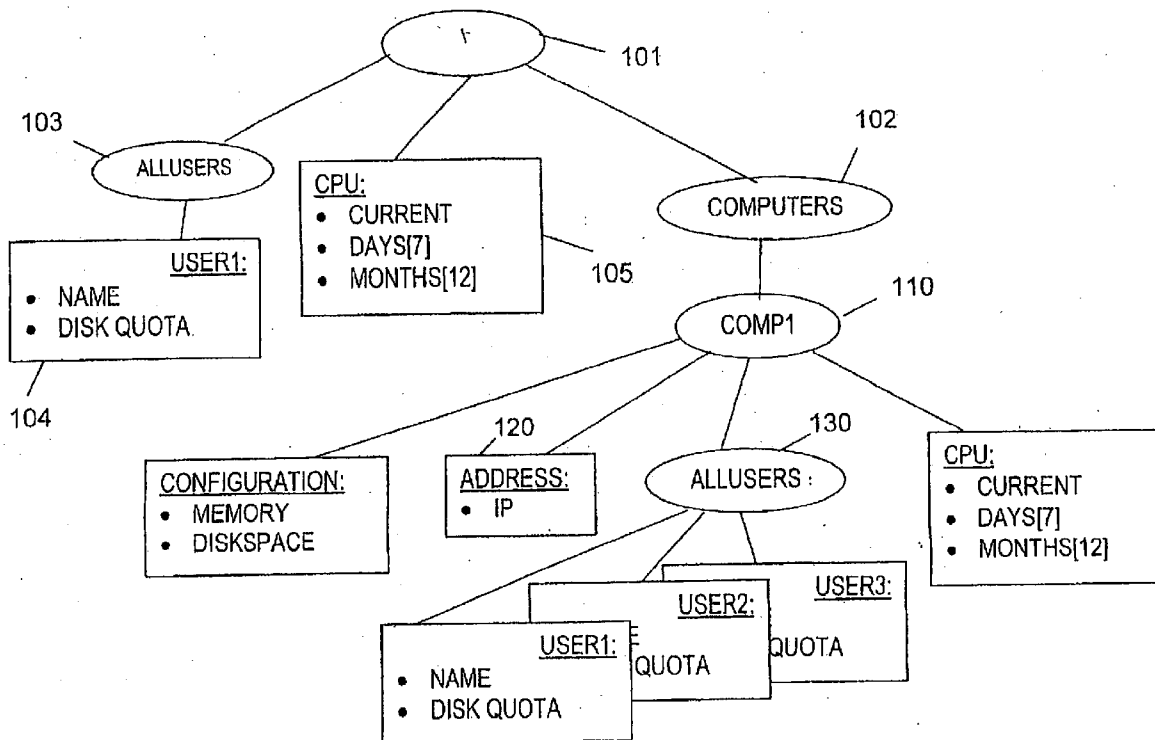 \
101
103
102
ALLUSERS
CPU:
• CURRENT
• DAYS[7]
• MONTHS[12]
COMPUTERS
105
USER1:
• NAME
• DISK QUOTA
104
110
COMP1
120
130
CONFIGURATION:
• MEMORY
• DISKSPACE
ADDRESS:
• IP
ALLUSERS
CPU:
• CURRENT
• DAYS[7]
• MONTHS[12]
USER1:
• NAME
• DISK QUOTA
USER2:
E
QUOTA
USER3:
QUOTA